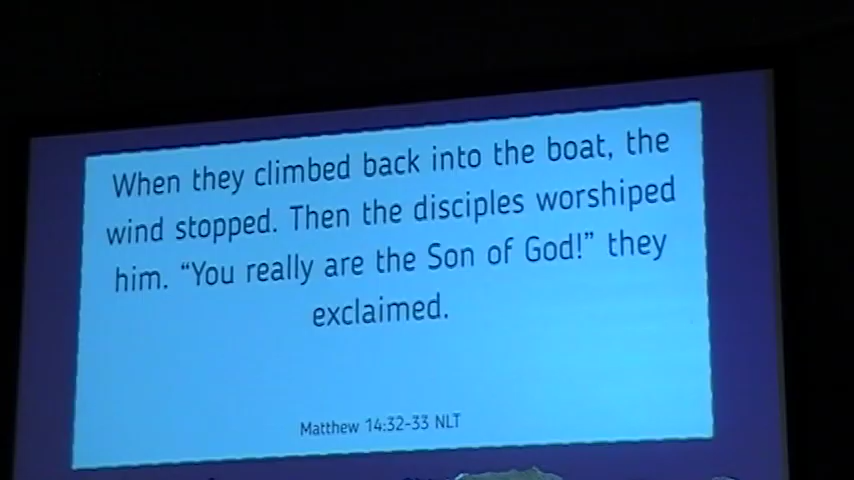 When they climbed back into the boat, the
wind stopped. Then the disciples worshiped
him. “You really are the Son of God!” they
exclaimed.
Matthew 14:32-33 NLT